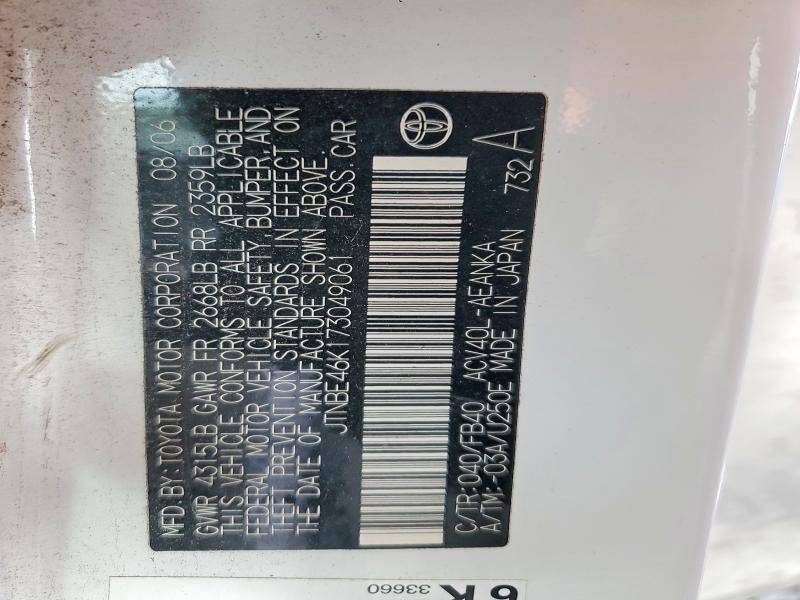 MFD.BY:TOYOTA MOTOR CORPORATION 08/06
GVWR 4315LB GAWR FR 2668LB RR 2359LB
THIS VEHICLE CONFORMS TO ALL APPLICABLE
FEDERAL MOTOR VEHICLE SAFETY,BUMPER,AND
THEFT PREVENTION STANDARDS IN EFFECT ON
THE DATE OF MANUFACTURE SHOWN ABOVE
JTNBE46K173049061 PASS CAR
C/TR:040/FB40 ACV40L-AEANKA 732 A
A/TM:-03A/U250E MADE IN JAPAN
6K
33660